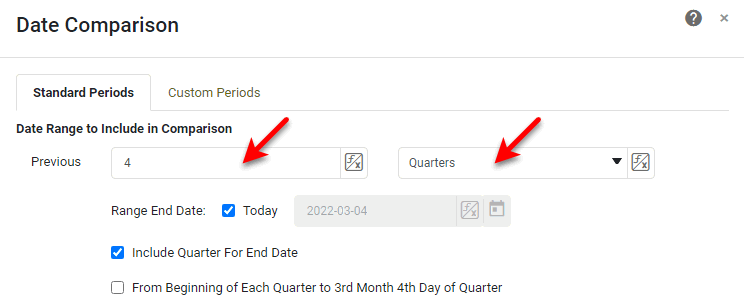 Date Comparison
Standard Periods Custom Periods
Date Range to Include in Comparison
Previous 4 Quarters
Range End Date: Today 2022-03-04
Include Quarter For End Date
From Beginning of Each Quarter to 3rd Month 4th Day of Quarter